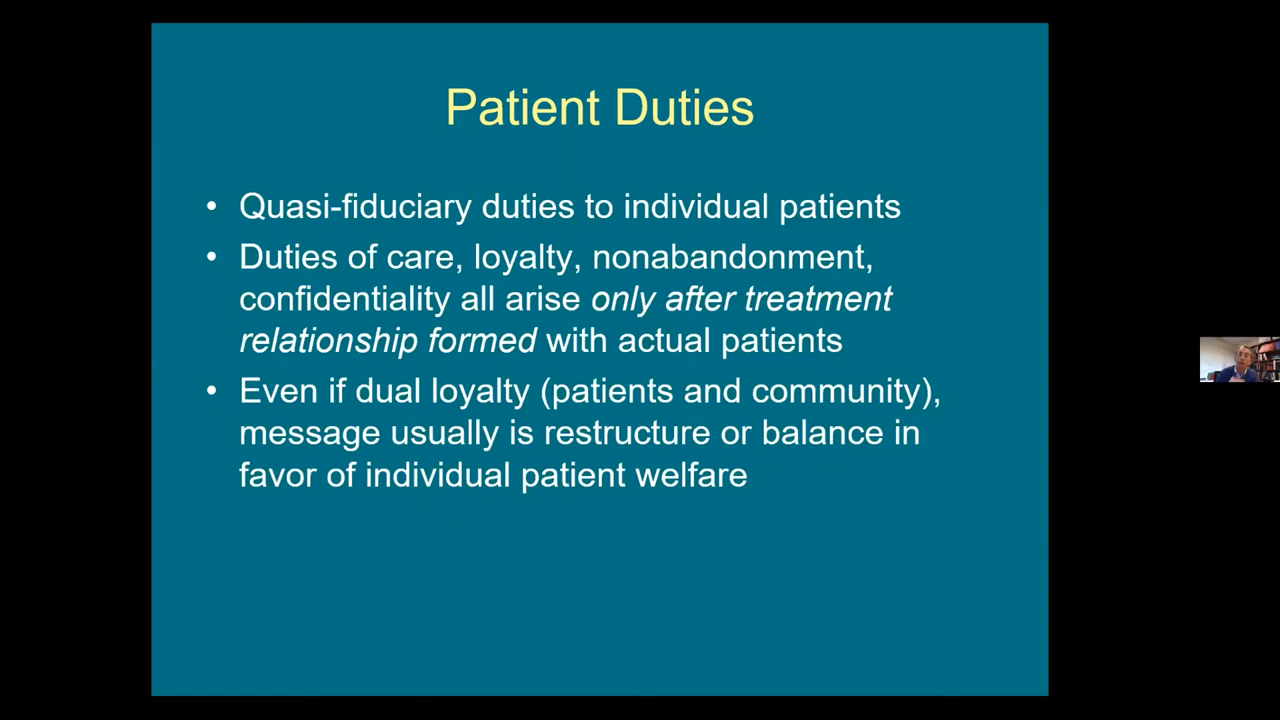 Patient Duties
• Quasi-fiduciary duties to individual patients
• Duties of care, loyalty, nonabandonment,
confidentiality all arise only after treatment
relationship formed with actual patients
• Even if dual loyalty (patients and community),
message usually is restructure or balance in
favor of individual patient welfare